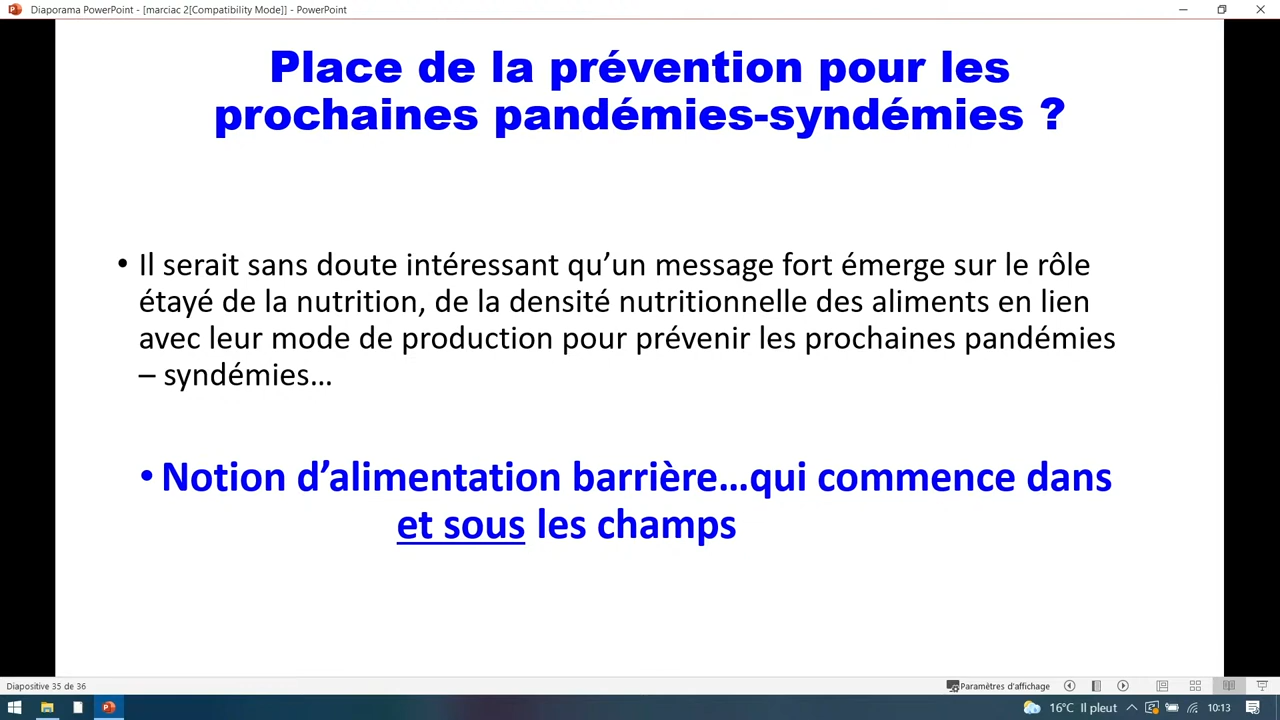 Diaporama PowerPoint - [marciac 2[Compatibility Mode]] - PowerPoint
Place de la prévention pour les
prochaines pandémies-syndémies ?
• Il serait sans doute intéressant qu’un message fort émerge sur le rôle
étayé de la nutrition, de la densité nutritionnelle des aliments en lien
avec leur mode de production pour prévenir les prochaines pandémies
– syndémies…
• Notion d’alimentation barrière…qui commence dans
et sous les champs
Diapositive 35 de 36
Paramètres d'affichage
16°C Il pleut
10:13